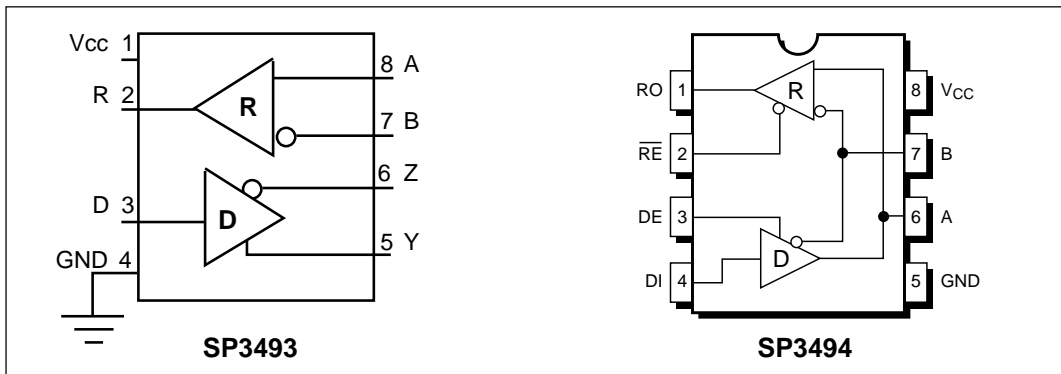 Vcc 1
R 2
D 3
GND 4
R
D
8 A
7 B
6 Z
5 Y
SP3493
RO 1
RE 2
DE 3
DI 4
R
D
8 VCC
7 B
6 A
5 GND
SP3494